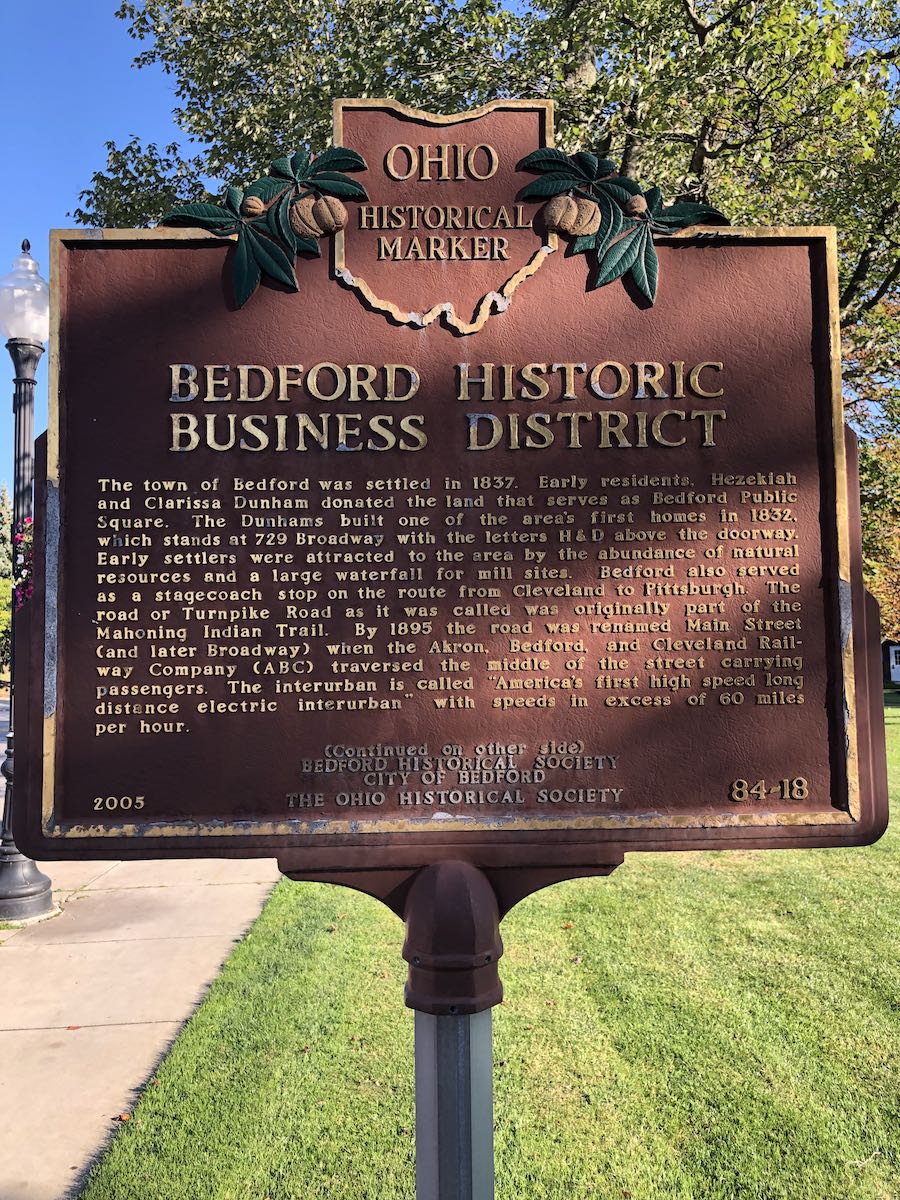 OHIO
HISTORICAL
MARKER
BEDFORD HISTORIC
BUSINESS DISTRICT
The town of Bedford was settled in 1837. Early residents, Hezekiah
and Clarissa Dunham donated the land that serves as Bedford Public
Square. The Dunhams built one of the area's first homes in 1832,
which stands at 729 Broadway with the letters H & D above the doorway.
Early settlers were attracted to the area by the abundance of natural
resources and a large waterfall for mill sites. Bedford also served
as a stagecoach stop on the route from Cleveland to Pittsburgh. The
road or Turnpike Road as it was called was originally part of the
Mahoning Indian Trail. By 1895 the road was renamed Main Street
(and later Broadway) when the Akron, Bedford, and Cleveland Rail-
way Company (ABC) traversed the middle of the street carrying
passengers. The interurban is called "America's first high speed long
distance electric interurban" with speeds in excess of 60 miles
per hour.
(Continued on other side)
BEDFORD HISTORICAL SOCIETY
CITY OF BEDFORD
THE OHIO HISTORICAL SOCIETY
2005
84-18